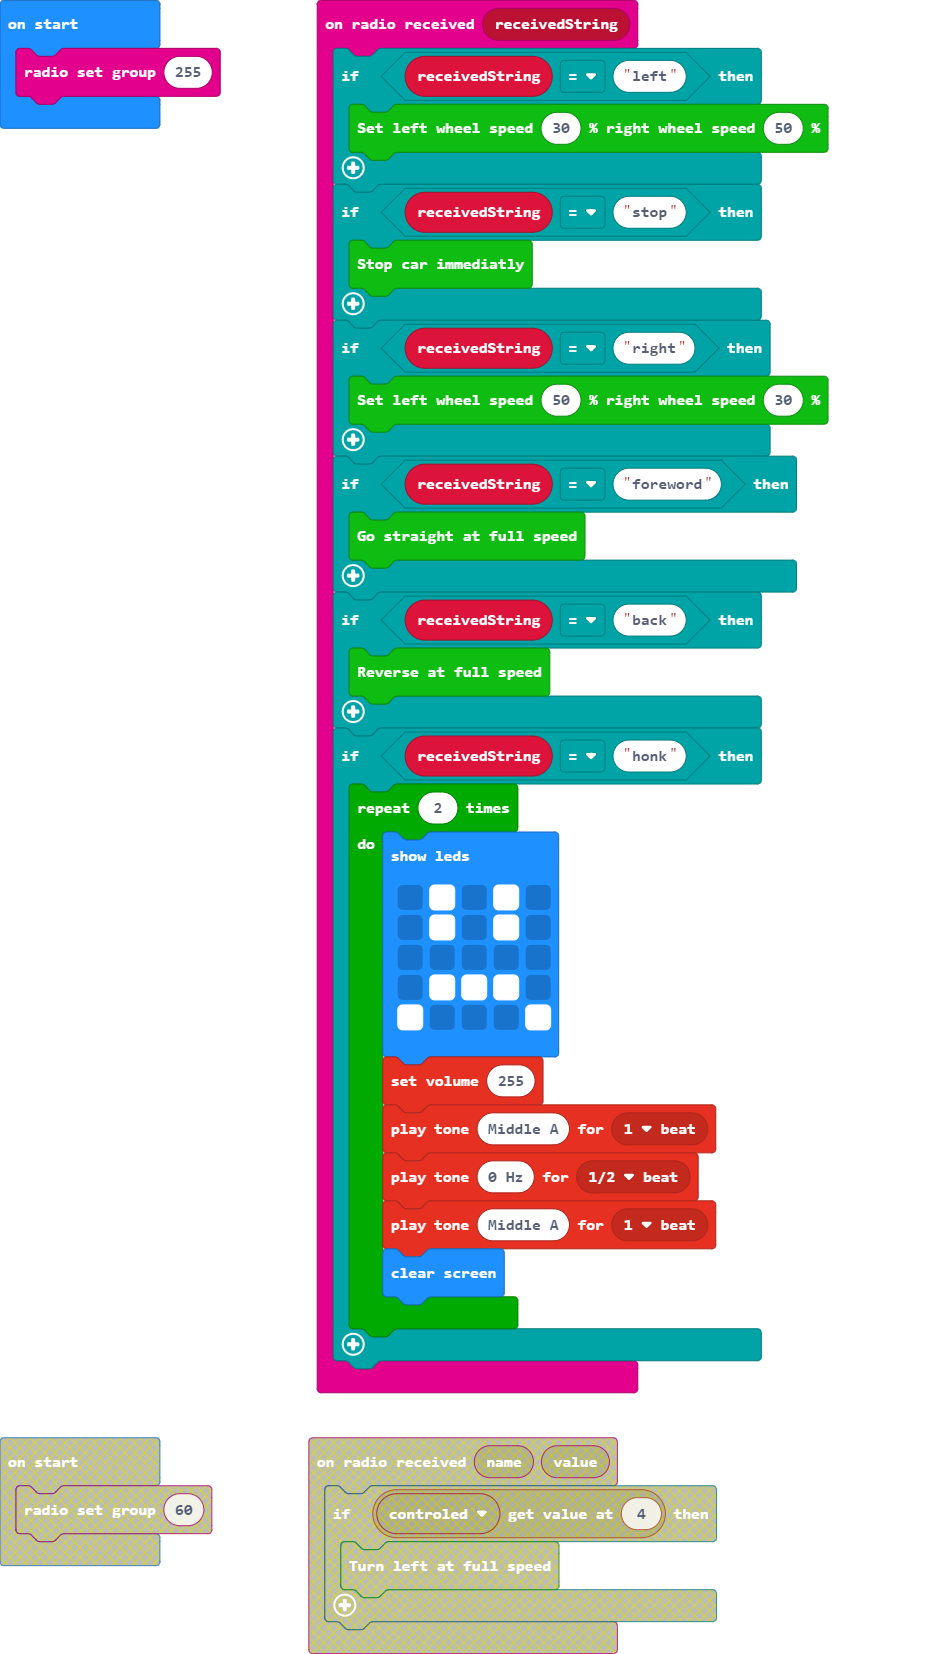 on start
radio set group 255
on radio received receivedString
if receivedString = "left" then
Set left wheel speed 30 % right wheel speed 50 %
if receivedString = "stop" then
Stop car immediatly
if receivedString = "right" then
Set left wheel speed 50 % right wheel speed 30 %
if receivedString = "foreword" then
Go straight at full speed
if receivedString = "back" then
Reverse at full speed
if receivedString = "honk" then
repeat 2 times
do
show leds
set volume 255
play tone Middle A for 1 beat
play tone 0 Hz for 1/2 beat
play tone Middle A for 1 beat
clear screen
on start
radio set group 60
on radio received name value
if controled get value at 4 then
Turn left at full speed